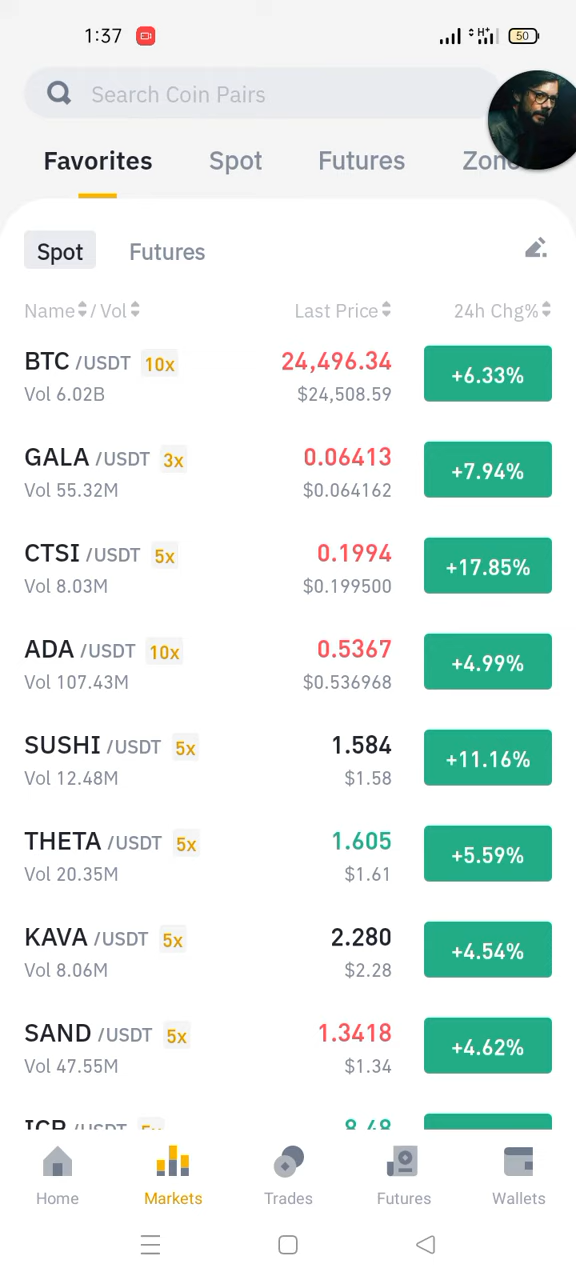 1:37 H+ 50
Search Coin Pairs
Favorites Spot Futures Zone
Spot Futures
Name / Vol Last Price 24h Chg%
BTC /USDT 10x 24,496.34 +6.33%
Vol 6.02B $24,508.59
GALA /USDT 3x 0.06413 +7.94%
Vol 55.32M $0.064162
CTSI /USDT 5x 0.1994 +17.85%
Vol 8.03M $0.199500
ADA /USDT 10x 0.5367 +4.99%
Vol 107.43M $0.536968
SUSHI /USDT 5x 1.584 +11.16%
Vol 12.48M $1.58
THETA /USDT 5x 1.605 +5.59%
Vol 20.35M $1.61
KAVA /USDT 5x 2.280 +4.54%
Vol 8.06M $2.28
SAND /USDT 5x 1.3418 +4.62%
Vol 47.55M $1.34
ICP /USDT 5x 8.48
Home Markets Trades Futures Wallets